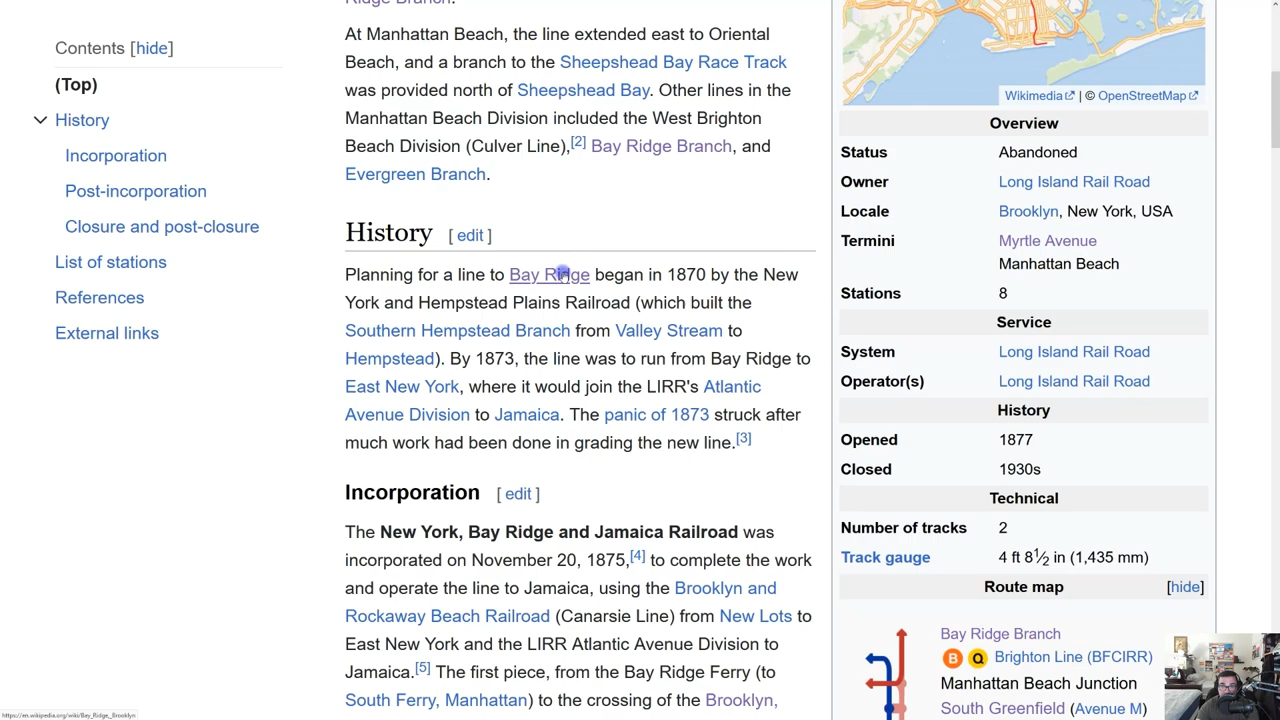 Ridge Branch.
At Manhattan Beach, the line extended east to Oriental
Beach, and a branch to the Sheepshead Bay Race Track
was provided north of Sheepshead Bay. Other lines in the
Manhattan Beach Division included the West Brighton
Beach Division (Culver Line),[2] Bay Ridge Branch, and
Evergreen Branch.
History [ edit ]
Planning for a line to Bay Ridge began in 1870 by the New
York and Hempstead Plains Railroad (which built the
Southern Hempstead Branch from Valley Stream to
Hempstead). By 1873, the line was to run from Bay Ridge to
East New York, where it would join the LIRR's Atlantic
Avenue Division to Jamaica. The panic of 1873 struck after
much work had been done in grading the new line.[3]
Incorporation [ edit ]
The New York, Bay Ridge and Jamaica Railroad was
incorporated on November 20, 1875,[4] to complete the work
and operate the line to Jamaica, using the Brooklyn and
Rockaway Beach Railroad (Canarsie Line) from New Lots to
East New York and the LIRR Atlantic Avenue Division to
Jamaica.[5] The first piece, from the Bay Ridge Ferry (to
South Ferry, Manhattan) to the crossing of the Brooklyn,
Contents [hide]
(Top)
History
Incorporation
Post-incorporation
Closure and post-closure
List of stations
References
External links
Wikimedia | © OpenStreetMap
Overview
Status Abandoned
Owner Long Island Rail Road
Locale Brooklyn, New York, USA
Termini Myrtle Avenue
Manhattan Beach
Stations 8
Service
System Long Island Rail Road
Operator(s) Long Island Rail Road
History
Opened 1877
Closed 1930s
Technical
Number of tracks 2
Track gauge 4 ft 8 1⁄2 in (1,435 mm)
Route map [hide]
Bay Ridge Branch
B Q Brighton Line (BFCIRR)
Manhattan Beach Junction
South Greenfield (Avenue M)
https://en.wikipedia.org/wiki/Bay_Ridge,_Brooklyn